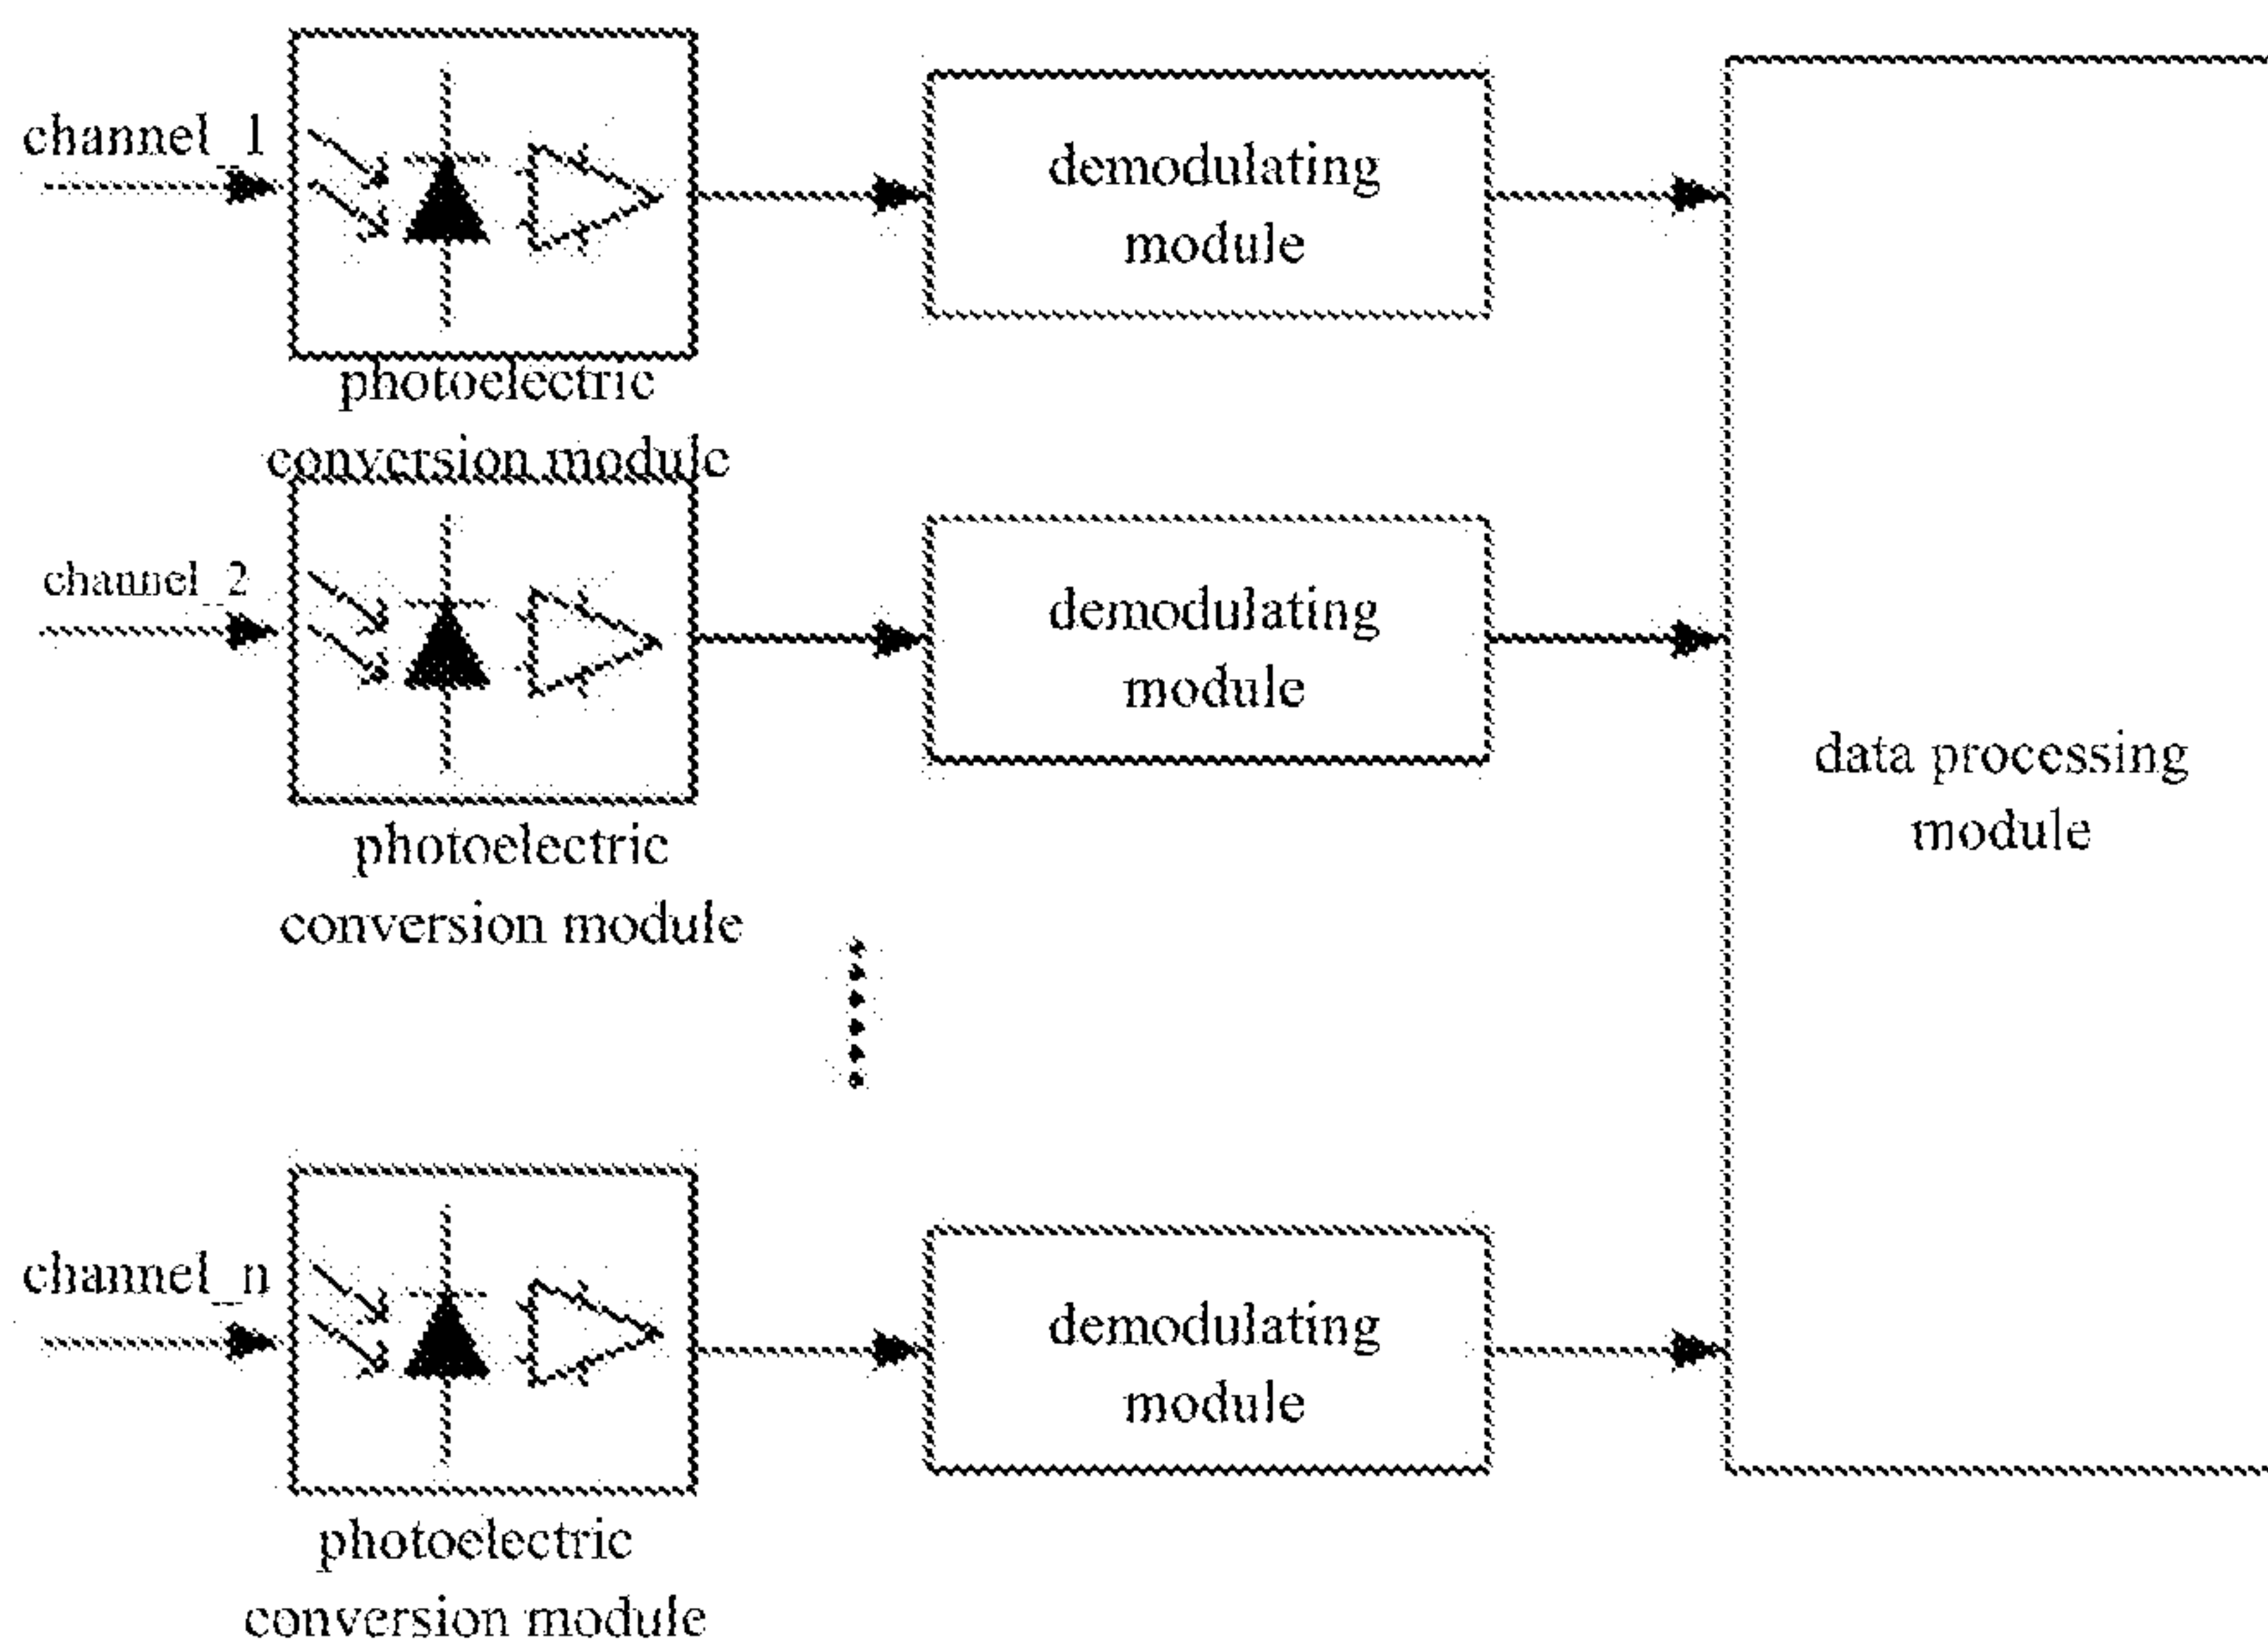 channel_1
demodulating
module
photoelectric
conversion module
channel_2
demodulating
module
data processing
module
photoelectric
conversion module
channel_n
demodulating
module
photoelectric
conversion module